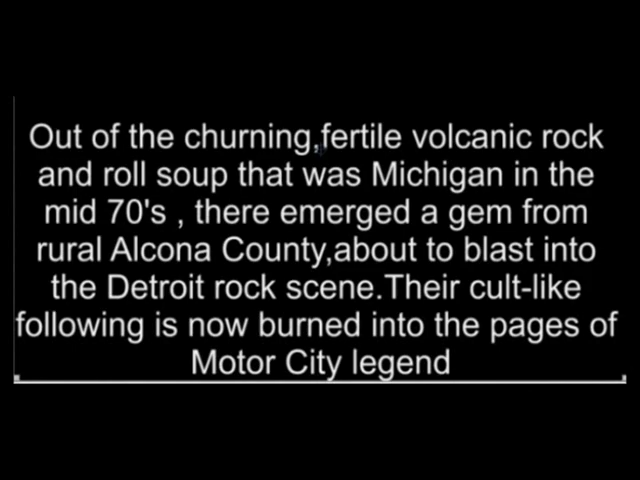 Out of the churning,fertile volcanic rock
and roll soup that was Michigan in the
mid 70's , there emerged a gem from
rural Alcona County,about to blast into
the Detroit rock scene.Their cult-like
following is now burned into the pages of
Motor City legend